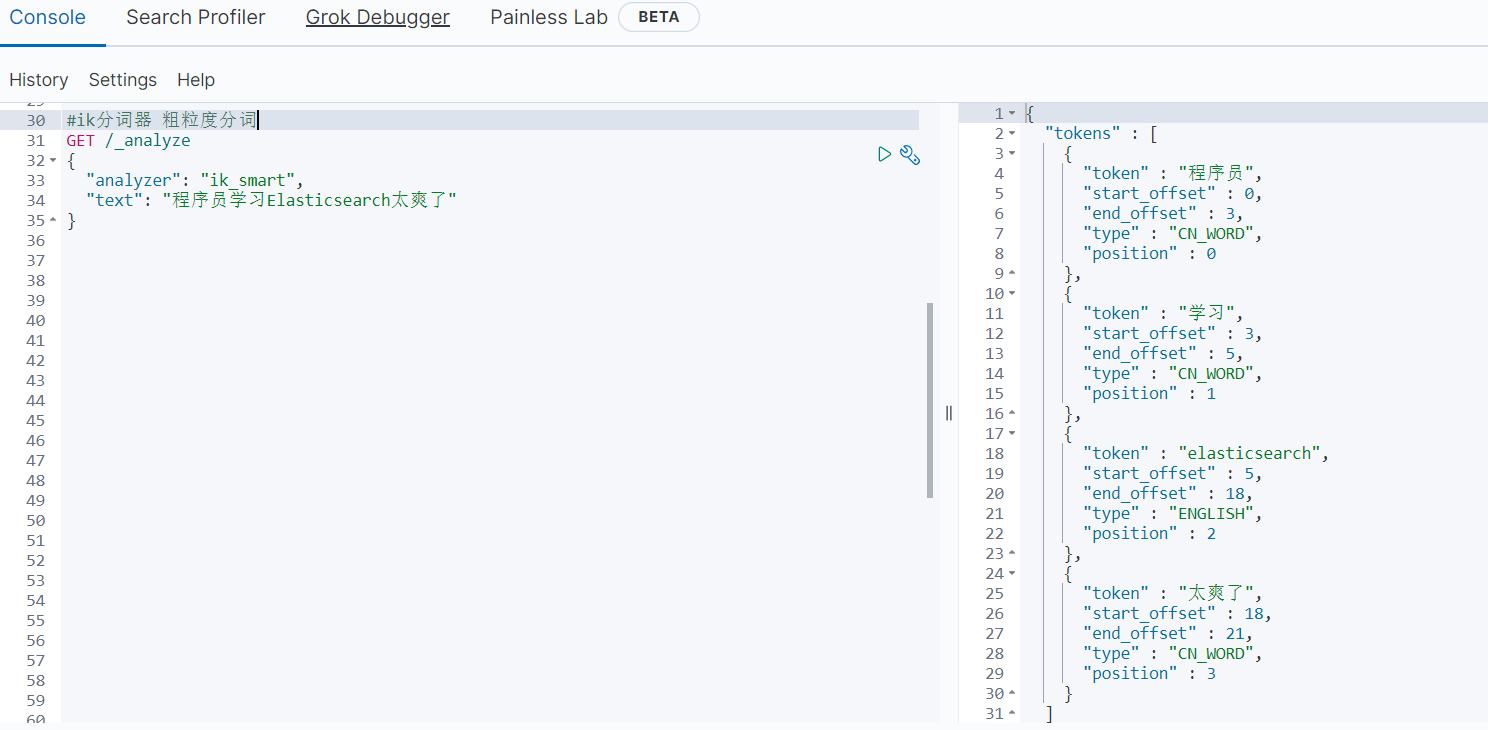 Console Search Profiler Grok Debugger Painless Lab BETA
History Settings Help
29
30 #ik分词器 粗粒度分词
31 GET /_analyze
32 {
33 "analyzer": "ik_smart",
34 "text": "程序员学习Elasticsearch太爽了"
35 }
36
37
38
39
40
41
42
43
44
45
46
47
48
49
50
51
52
53
54
55
56
57
58
59
60
1 {
2 "tokens" : [
3 {
4 "token" : "程序员",
5 "start_offset" : 0,
6 "end_offset" : 3,
7 "type" : "CN_WORD",
8 "position" : 0
9 },
10 {
11 "token" : "学习",
12 "start_offset" : 3,
13 "end_offset" : 5,
14 "type" : "CN_WORD",
15 "position" : 1
16 },
17 {
18 "token" : "elasticsearch",
19 "start_offset" : 5,
20 "end_offset" : 18,
21 "type" : "ENGLISH",
22 "position" : 2
23 },
24 {
25 "token" : "太爽了",
26 "start_offset" : 18,
27 "end_offset" : 21,
28 "type" : "CN_WORD",
29 "position" : 3
30 }
31 ]